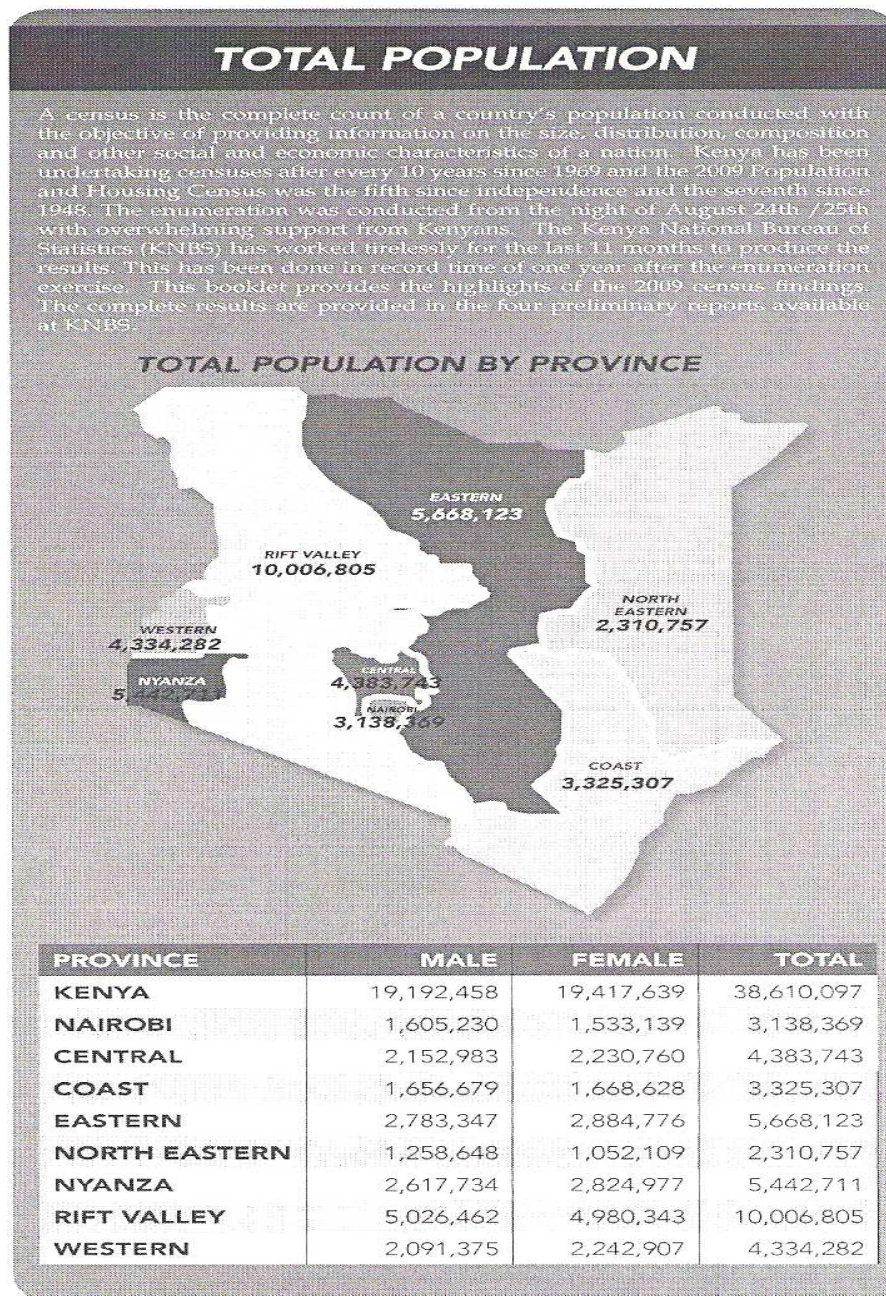 TOTAL POPULATION
A census is the complete count of a country's population conducted with
the objective of providing information on the size, distribution, composition
and other social and economic characteristics of a nation. Kenya has been
undertaking censuses after every 10 years since 1969 and the 2009 Population
and Housing Census was the fifth since independence and the seventh since
1948. The enumeration was conducted from the night of August 24th /25th
with overwhelming support from Kenyans. The Kenya National Bureau of
Statistics (KNBS) has worked tirelessly for the last 11 months to produce the
results. This has been done in record time of one year after the enumeration
exercise. This booklet provides the highlights of the 2009 census findings.
The complete results are provided in the four preliminary reports available
at KNBS.
TOTAL POPULATION BY PROVINCE
EASTERN
5,668,123
RIFT VALLEY
10,006,805
NORTH
EASTERN
2,310,757
WESTERN
4,334,282
NYANZA
5,442,711
CENTRAL
4,383,743
NAIROBI
3,138,369
COAST
3,325,307
PROVINCE MALE FEMALE TOTAL
KENYA 19,192,458 19,417,639 38,610,097
NAIROBI 1,605,230 1,533,139 3,138,369
CENTRAL 2,152,983 2,230,760 4,383,743
COAST 1,656,679 1,668,628 3,325,307
EASTERN 2,783,347 2,884,776 5,668,123
NORTH EASTERN 1,258,648 1,052,109 2,310,757
NYANZA 2,617,734 2,824,977 5,442,711
RIFT VALLEY 5,026,462 4,980,343 10,006,805
WESTERN 2,091,375 2,242,907 4,334,282